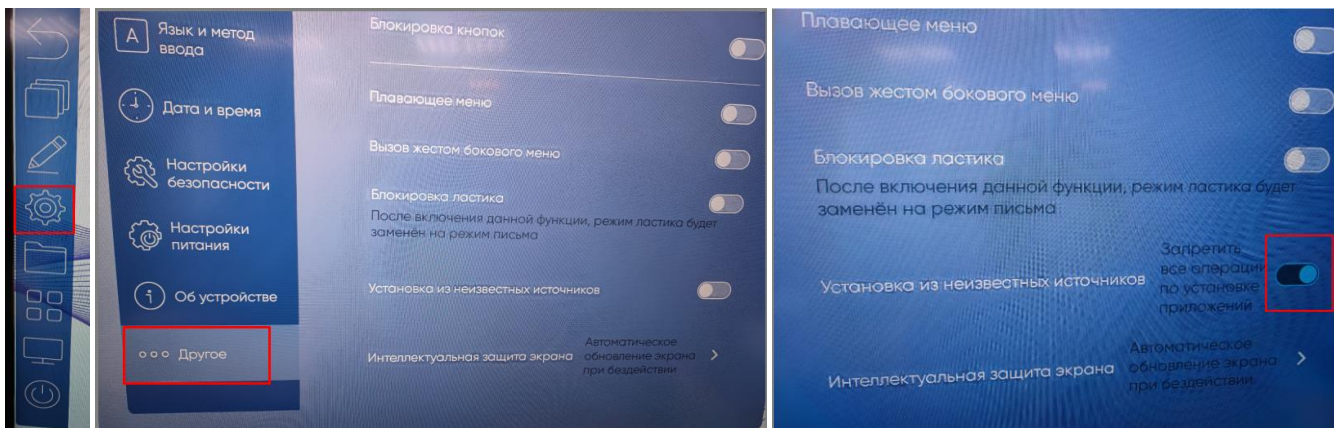 A
Язык и метод
ввода
Дата и время
Настройки
безопасности
Настройки
питания
Об устройстве
Другое
Блокировка кнопок
Плавающее меню
Вызов жестом бокового меню
Блокировка ластика
После включения данной функции, режим ластика будет
заменён на режим письма
Установка из неизвестных источников
Интеллектуальная защита экрана
Автоматическое
обновление экрана
при бездействии
Плавающее меню
Вызов жестом бокового меню
Блокировка ластика
После включения данной функции, режим ластика будет
заменён на режим письма
Установка из неизвестных источников
Запретить
все операции
по установке
приложений
Интеллектуальная защита экрана
Автоматическое
обновление экрана
при бездействии